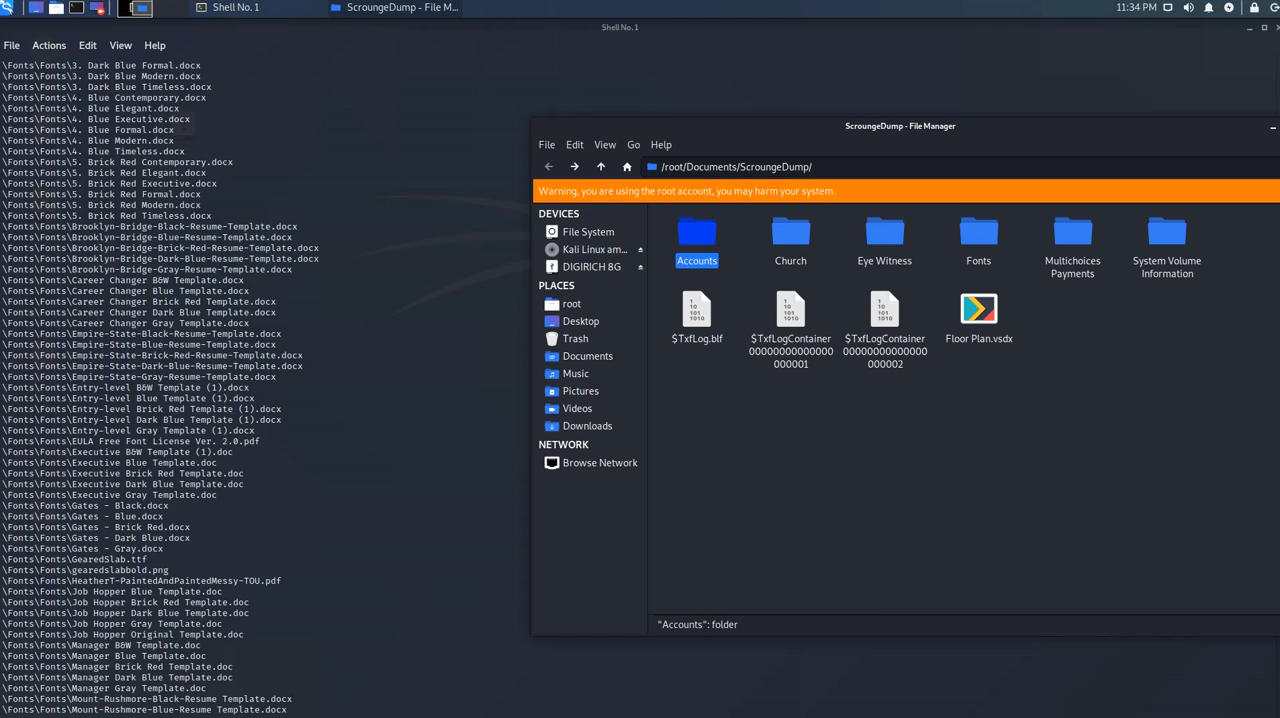 Shell No. 1
ScroungeDump - File M...
11:34 PM
Shell No. 1
File Actions Edit View Help
\Fonts\Fonts\3. Dark Blue Formal.docx
\Fonts\Fonts\3. Dark Blue Modern.docx
\Fonts\Fonts\3. Dark Blue Timeless.docx
\Fonts\Fonts\4. Blue Contemporary.docx
\Fonts\Fonts\4. Blue Elegant.docx
\Fonts\Fonts\4. Blue Executive.docx
\Fonts\Fonts\4. Blue Formal.docx
\Fonts\Fonts\4. Blue Modern.docx
\Fonts\Fonts\4. Blue Timeless.docx
\Fonts\Fonts\5. Brick Red Contemporary.docx
\Fonts\Fonts\5. Brick Red Elegant.docx
\Fonts\Fonts\5. Brick Red Executive.docx
\Fonts\Fonts\5. Brick Red Formal.docx
\Fonts\Fonts\5. Brick Red Modern.docx
\Fonts\Fonts\5. Brick Red Timeless.docx
\Fonts\Fonts\Brooklyn-Bridge-Black-Resume-Template.docx
\Fonts\Fonts\Brooklyn-Bridge-Blue-Resume-Template.docx
\Fonts\Fonts\Brooklyn-Bridge-Brick-Red-Resume-Template.docx
\Fonts\Fonts\Brooklyn-Bridge-Dark-Blue-Resume-Template.docx
\Fonts\Fonts\Brooklyn-Bridge-Gray-Resume-Template.docx
\Fonts\Fonts\Career Changer B&W Template.docx
\Fonts\Fonts\Career Changer Blue Template.docx
\Fonts\Fonts\Career Changer Brick Red Template.docx
\Fonts\Fonts\Career Changer Dark Blue Template.docx
\Fonts\Fonts\Career Changer Gray Template.docx
\Fonts\Fonts\Empire-State-Black-Resume-Template.docx
\Fonts\Fonts\Empire-State-Blue-Resume-Template.docx
\Fonts\Fonts\Empire-State-Brick-Red-Resume-Template.docx
\Fonts\Fonts\Empire-State-Dark-Blue-Resume-Template.docx
\Fonts\Fonts\Empire-State-Gray-Resume-Template.docx
\Fonts\Fonts\Entry-level B&W Template (1).docx
\Fonts\Fonts\Entry-level Blue Template (1).docx
\Fonts\Fonts\Entry-level Brick Red Template (1).docx
\Fonts\Fonts\Entry-level Dark Blue Template (1).docx
\Fonts\Fonts\Entry-level Gray Template (1).docx
\Fonts\Fonts\EULA Free Font License Ver. 2.0.pdf
\Fonts\Fonts\Executive B&W Template (1).doc
\Fonts\Fonts\Executive Blue Template.doc
\Fonts\Fonts\Executive Brick Red Template.doc
\Fonts\Fonts\Executive Dark Blue Template.doc
\Fonts\Fonts\Executive Gray Template.doc
\Fonts\Fonts\Gates - Black.docx
\Fonts\Fonts\Gates - Blue.docx
\Fonts\Fonts\Gates - Brick Red.docx
\Fonts\Fonts\Gates - Dark Blue.docx
\Fonts\Fonts\Gates - Gray.docx
\Fonts\Fonts\GearedSlab.ttf
\Fonts\Fonts\gearedslabbold.png
\Fonts\Fonts\HeatherT-PaintedAndPaintedMessy-TOU.pdf
\Fonts\Fonts\Job Hopper Blue Template.doc
\Fonts\Fonts\Job Hopper Brick Red Template.doc
\Fonts\Fonts\Job Hopper Dark Blue Template.doc
\Fonts\Fonts\Job Hopper Gray Template.doc
\Fonts\Fonts\Job Hopper Original Template.doc
\Fonts\Fonts\Manager B&W Template.doc
\Fonts\Fonts\Manager Blue Template.doc
\Fonts\Fonts\Manager Brick Red Template.doc
\Fonts\Fonts\Manager Dark Blue Template.doc
\Fonts\Fonts\Manager Gray Template.doc
\Fonts\Fonts\Mount-Rushmore-Black-Resume Template.docx
\Fonts\Fonts\Mount-Rushmore-Blue-Resume Template.docx
ScroungeDump - File Manager
File Edit View Go Help
/root/Documents/ScroungeDump/
Warning, you are using the root account, you may harm your system.
DEVICES
File System
Kali Linux am...
DIGIRICH 8G
PLACES
root
Desktop
Trash
Documents
Music
Pictures
Videos
Downloads
NETWORK
Browse Network
Accounts
Church
Eye Witness
Fonts
Multichoices
Payments
System Volume
Information
$TxfLog.blf
$TxfLogContainer
00000000000000
000001
$TxfLogContainer
00000000000000
000002
Floor Plan.vsdx
"Accounts": folder